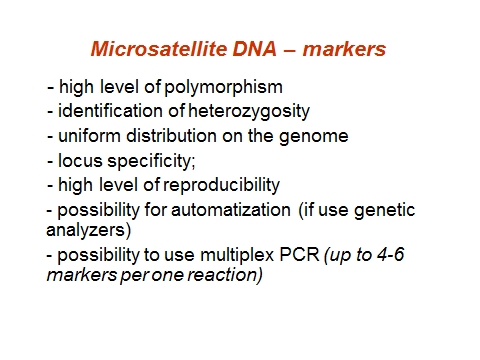 Microsatellite DNA – markers
- high level of polymorphism
- identification of heterozygosity
- uniform distribution on the genome
- locus specificity;
- high level of reproducibility
- possibility for automatization (if use genetic
analyzers)
- possibility to use multiplex PCR (up to 4-6
markers per one reaction)